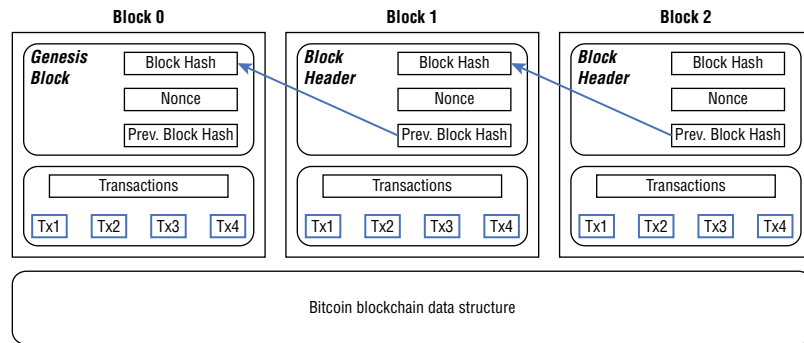 Block 0
Block 1
Block 2
Genesis
Block
Block Hash
Nonce
Prev. Block Hash
Block
Header
Block Hash
Nonce
Prev. Block Hash
Block
Header
Block Hash
Nonce
Prev. Block Hash
Transactions
Tx1 Tx2 Tx3 Tx4
Transactions
Tx1 Tx2 Tx3 Tx4
Transactions
Tx1 Tx2 Tx3 Tx4
Bitcoin blockchain data structure